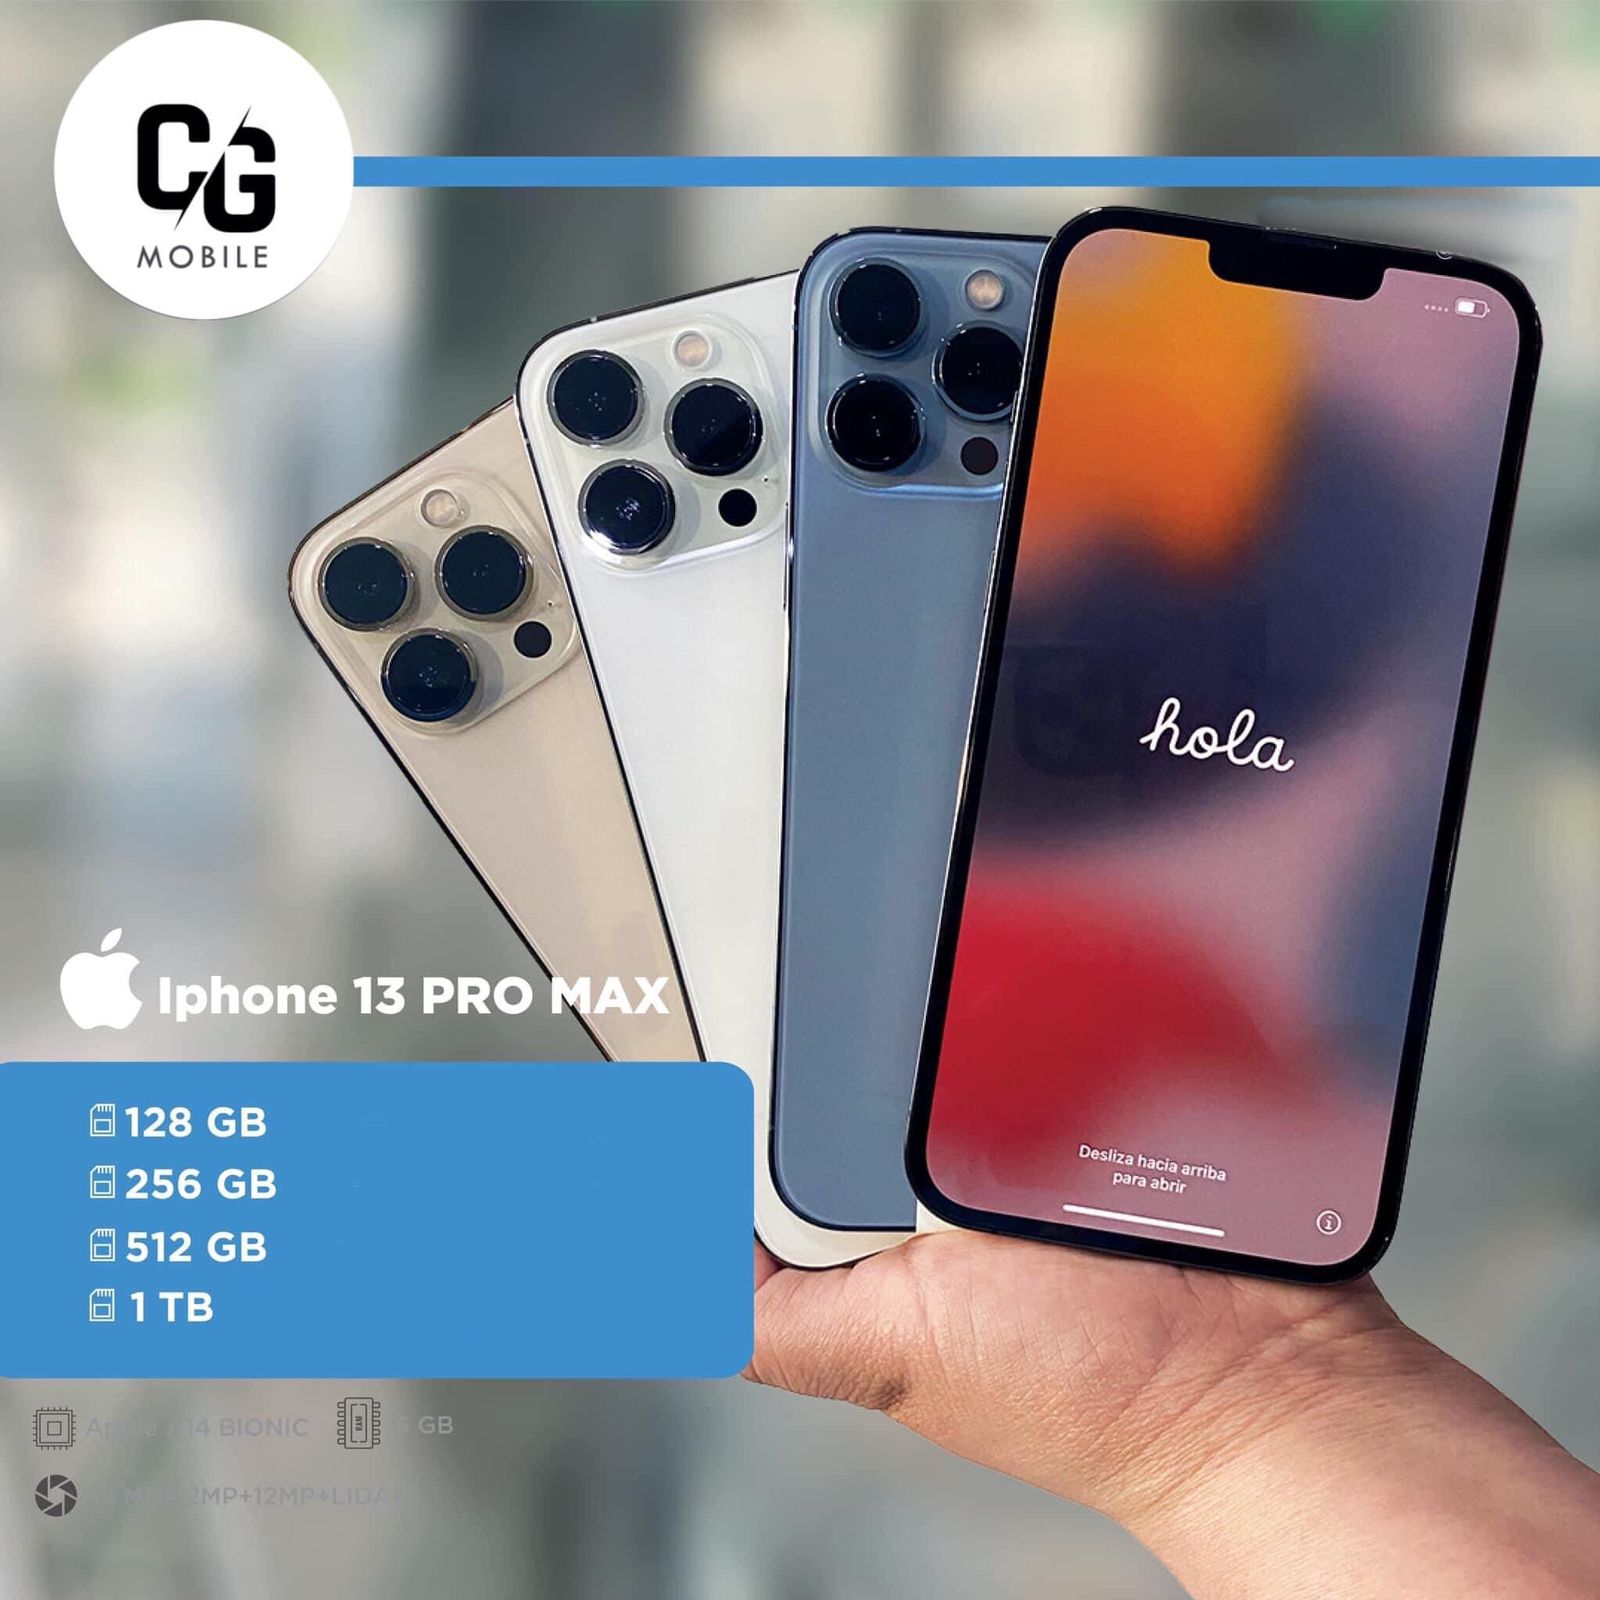 CG
MOBILE
hola
Desliza hacia arriba
para abrir
Iphone 13 PRO MAX
128 GB
256 GB
512 GB
1 TB
BIONIC
RAM
GB